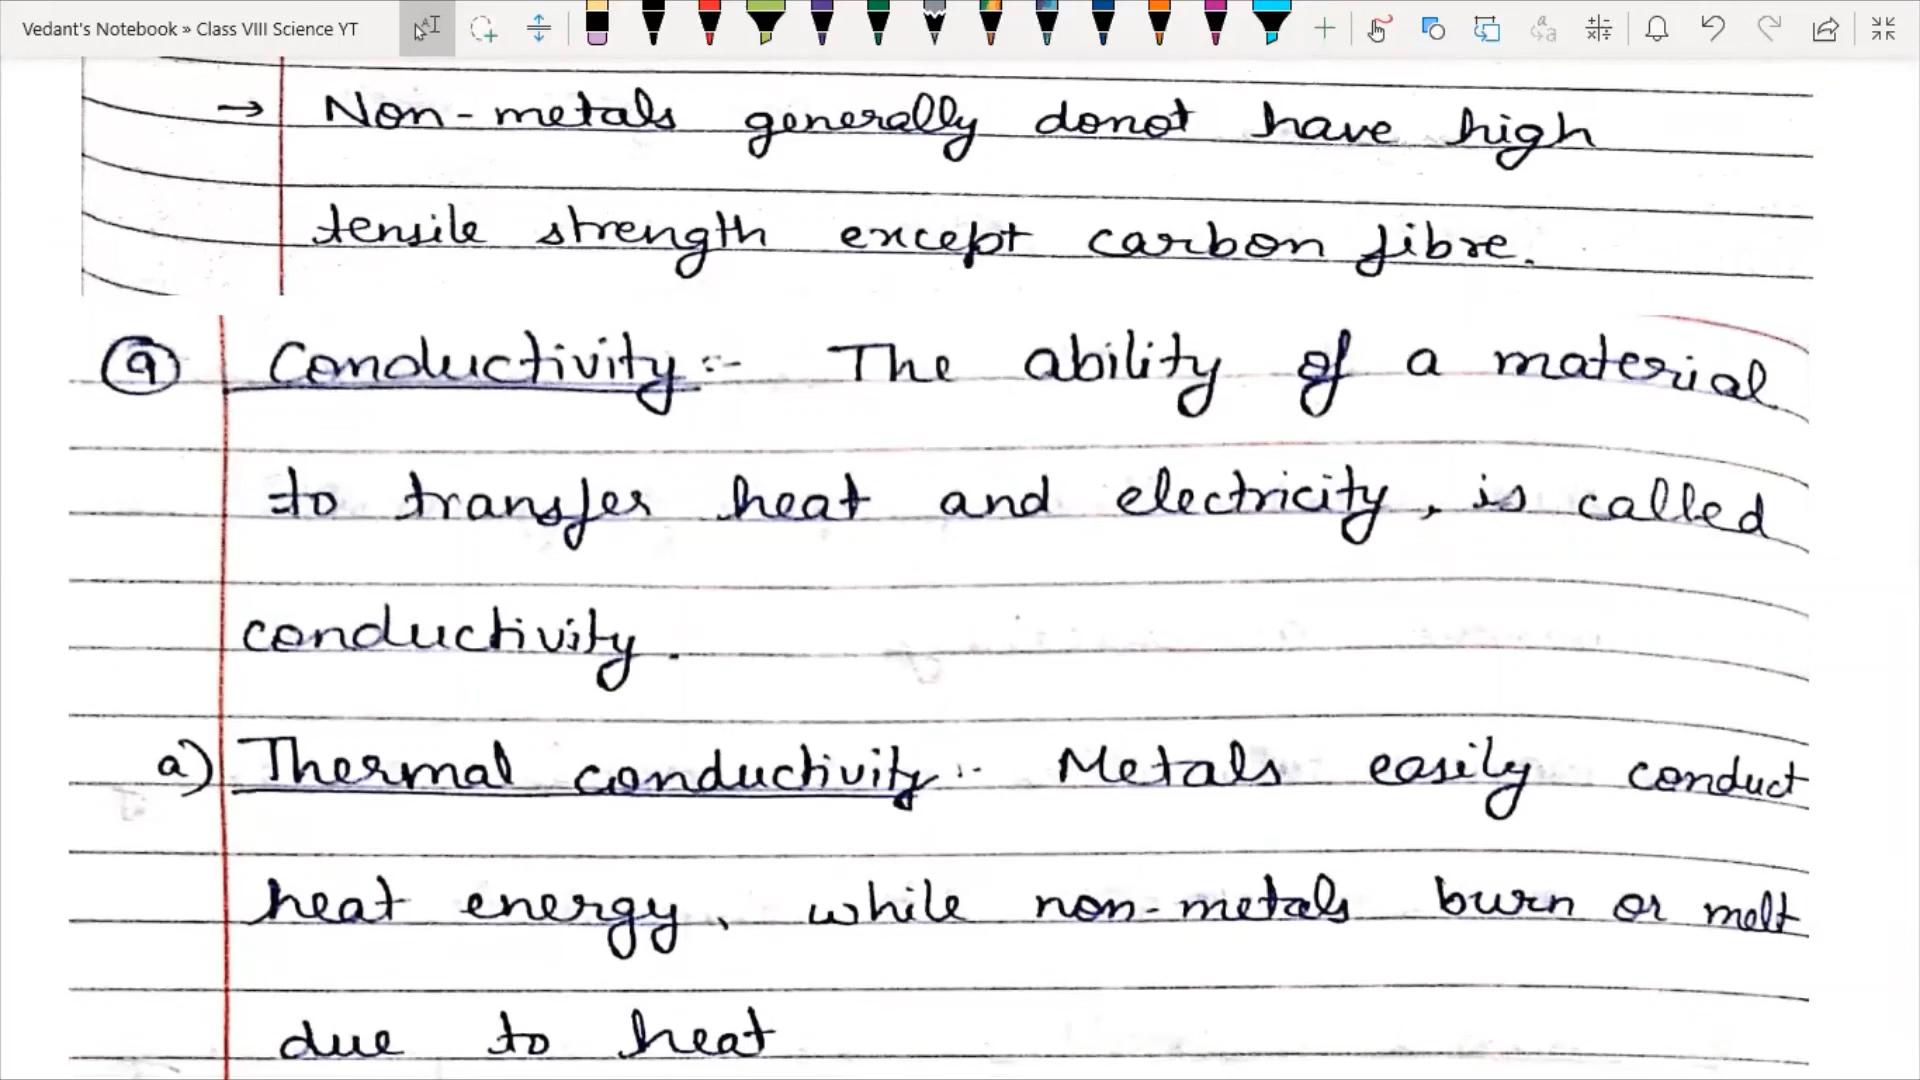 Vedant's Notebook » Class VIII Science YT
→ Non-metals generally donot have high
tensile strength except carbon fibre.
9 Conductivity:- The ability of a material
to transfer heat and electricity, is called
conductivity.
a) Thermal conductivity:- Metals easily conduct
heat energy, while non-metals burn or melt
due to heat